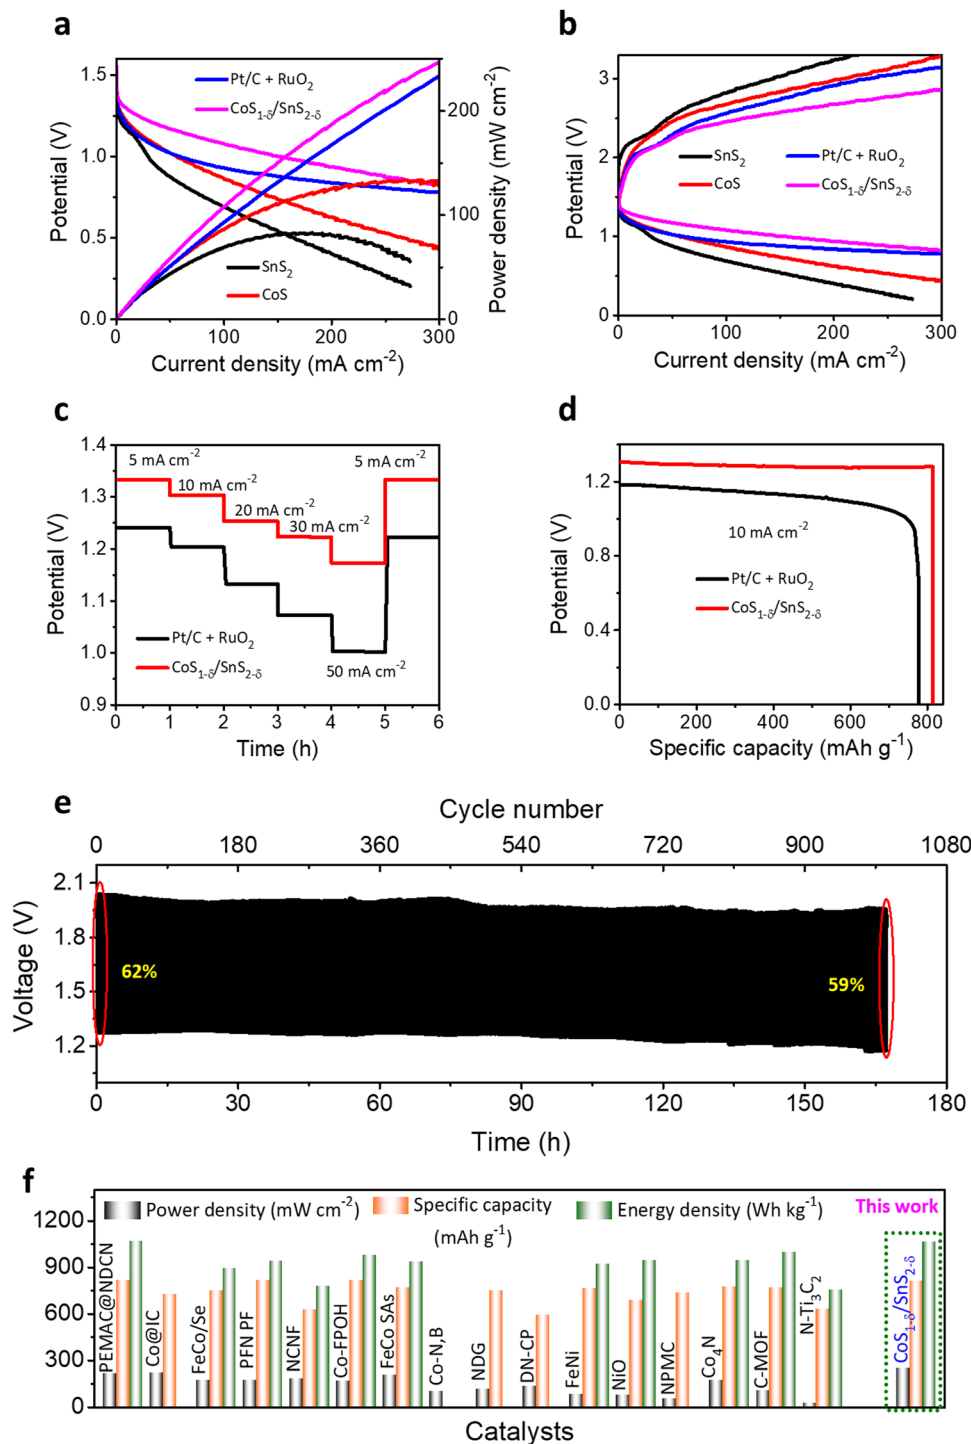 a
1.5
1.0
0.5
0.0
Potential (V)
Pt/C + RuO₂
CoS₁₋δ/SnS₂₋δ
SnS₂
CoS
200
100
0
Power density (mW cm⁻²)
0 100 200 300
Current density (mA cm⁻²)
b
3
2
1
0
Potential (V)
SnS₂
CoS
Pt/C + RuO₂
CoS₁₋δ/SnS₂₋δ
0 100 200 300
Current density (mA cm⁻²)
c
1.4
1.3
1.2
1.1
1.0
0.9
Potential (V)
5 mA cm⁻²
10 mA cm⁻²
20 mA cm⁻²
30 mA cm⁻²
5 mA cm⁻²
50 mA cm⁻²
Pt/C + RuO₂
CoS₁₋δ/SnS₂₋δ
0 1 2 3 4 5 6
Time (h)
d
1.2
0.8
0.4
0.0
Potential (V)
10 mA cm⁻²
Pt/C + RuO₂
CoS₁₋δ/SnS₂₋δ
0 200 400 600 800
Specific capacity (mAh g⁻¹)
e
Cycle number
0 180 360 540 720 900 1080
2.1
1.8
1.5
1.2
Voltage (V)
62%
59%
0 30 60 90 120 150 180
Time (h)
f
Power density (mW cm⁻²)
Specific capacity
(mAh g⁻¹)
Energy density (Wh kg⁻¹)
This work
1200
900
600
300
0
PEMAC@NDCN
Co@IC
FeCo/Se
PFN PF
NCNF
Co-FPOH
FeCo SAs
Co-N,B
NDG
DN-CP
FeNi
NiO
NPMC
Co₄N
C-MOF
N-Ti₃C₂
CoS₁₋δ/SnS₂₋δ
Catalysts